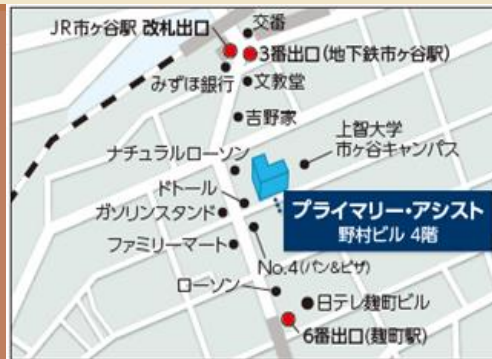 交番
JR市ヶ谷駅 改札出口
3番出口(地下鉄市ヶ谷駅)
みずほ銀行
文教堂
吉野家
上智大学
市ヶ谷キャンパス
ナチュラルローソン
ドトール
ガソリンスタンド
プライマリー・アシスト
野村ビル 4階
ファミリーマート
No.4(パン&ピザ)
ローソン
日テレ麹町ビル
6番出口(麹町駅)